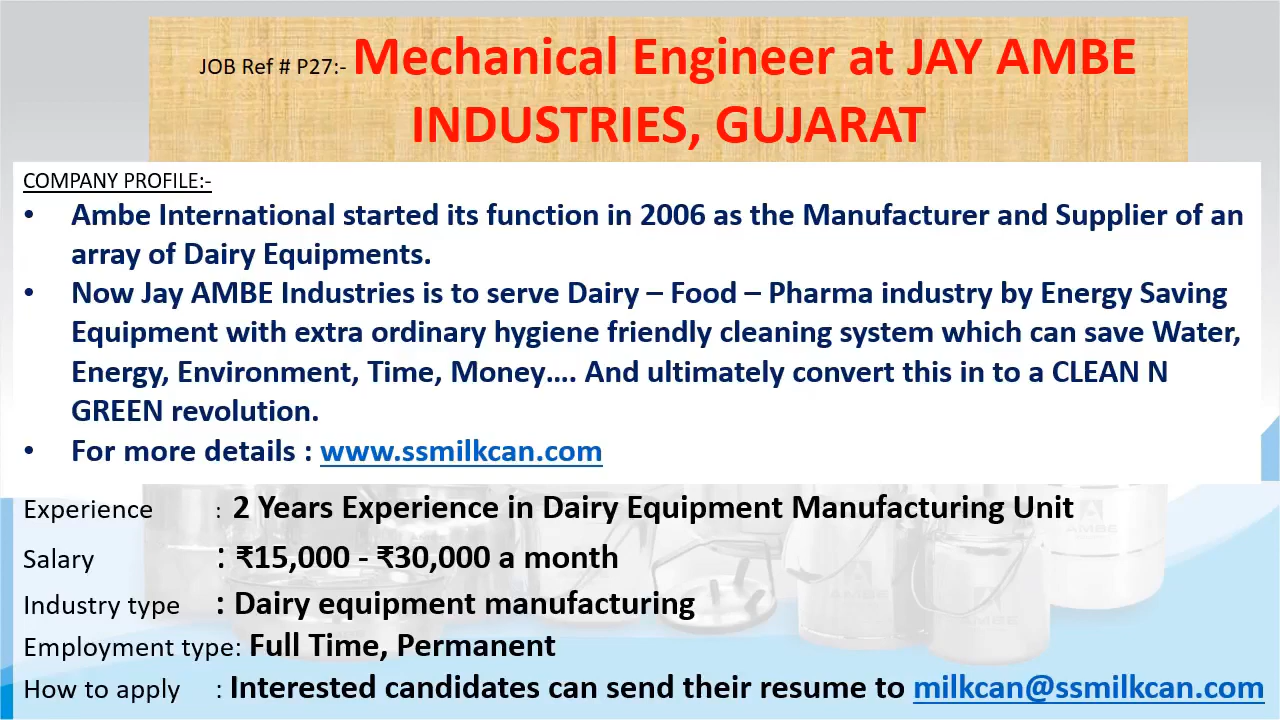 JOB Ref # P27:- Mechanical Engineer at JAY AMBE
INDUSTRIES, GUJARAT
COMPANY PROFILE:-
• Ambe International started its function in 2006 as the Manufacturer and Supplier of an
array of Dairy Equipments.
• Now Jay AMBE Industries is to serve Dairy – Food – Pharma industry by Energy Saving
Equipment with extra ordinary hygiene friendly cleaning system which can save Water,
Energy, Environment, Time, Money…. And ultimately convert this in to a CLEAN N
GREEN revolution.
• For more details : www.ssmilkcan.com
Experience : 2 Years Experience in Dairy Equipment Manufacturing Unit
Salary : ₹15,000 - ₹30,000 a month
Industry type : Dairy equipment manufacturing
Employment type: Full Time, Permanent
How to apply : Interested candidates can send their resume to milkcan@ssmilkcan.com
AMBE
AMBE
AMBE